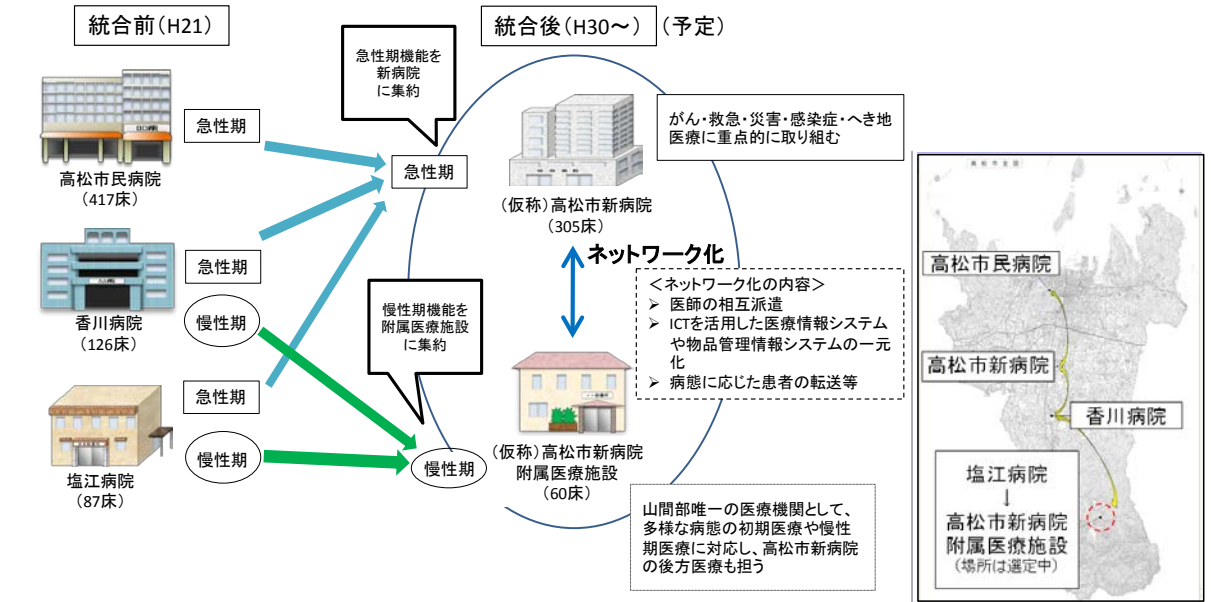 統合前(H21)
統合後(H30～)
(予定)
急性期機能を
新病院
に集約
急性期
高松市民病院
(417床)
急性期
香川病院
(126床)
慢性期
急性期
塩江病院
(87床)
慢性期
急性期
(仮称)高松市新病院
(305床)
がん・救急・災害・感染症・へき地
医療に重点的に取り組む
ネットワーク化
＜ネットワーク化の内容＞
➢ 医師の相互派遣
➢ ICTを活用した医療情報システム
や物品管理情報システムの一元
化
➢ 病態に応じた患者の転送等
慢性期機能を
附属医療施設
に集約
慢性期
(仮称)高松市新病院
附属医療施設
(60床)
山間部唯一の医療機関として、
多様な病態の初期医療や慢性
期医療に対応し、高松市新病院
の後方医療も担う
高松市全図
高松市民病院
高松市新病院
香川病院
塩江病院
↓
高松市新病院
附属医療施設
(場所は選定中)